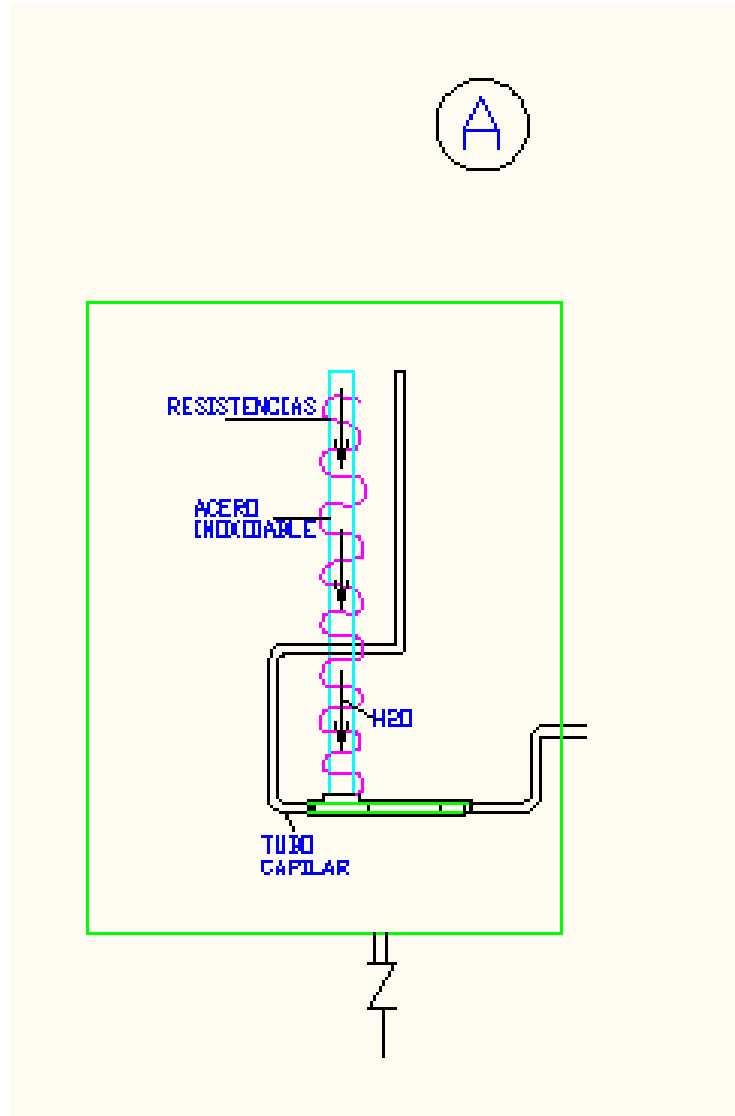 A
RESISTENCIAS
ACERO
INOXIDABLE
H2O
TUBO
CAPILAR